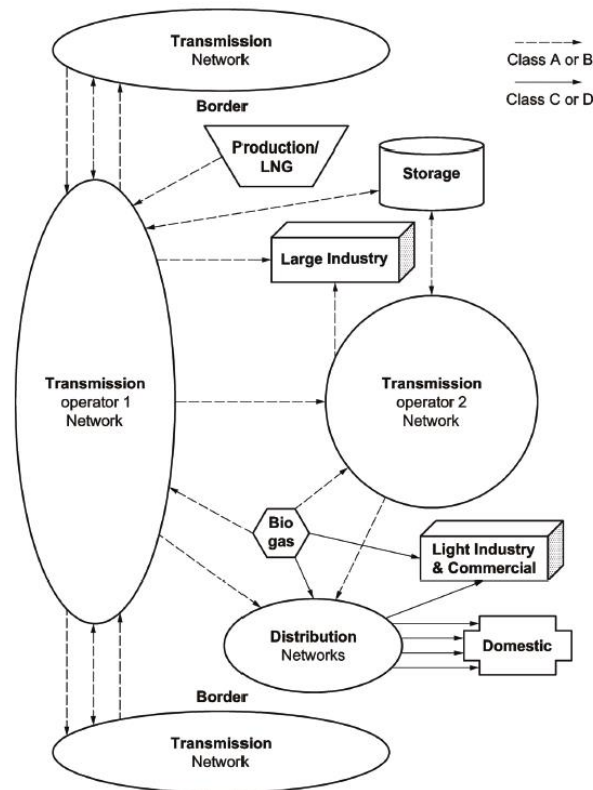 Transmission
Network
Class A or B
Class C or D
Border
Production/
LNG
Storage
Large Industry
Transmission
operator 1
Network
Transmission
operator 2
Network
Bio
gas
Light Industry
& Commercial
Distribution
Networks
Domestic
Border
Transmission
Network